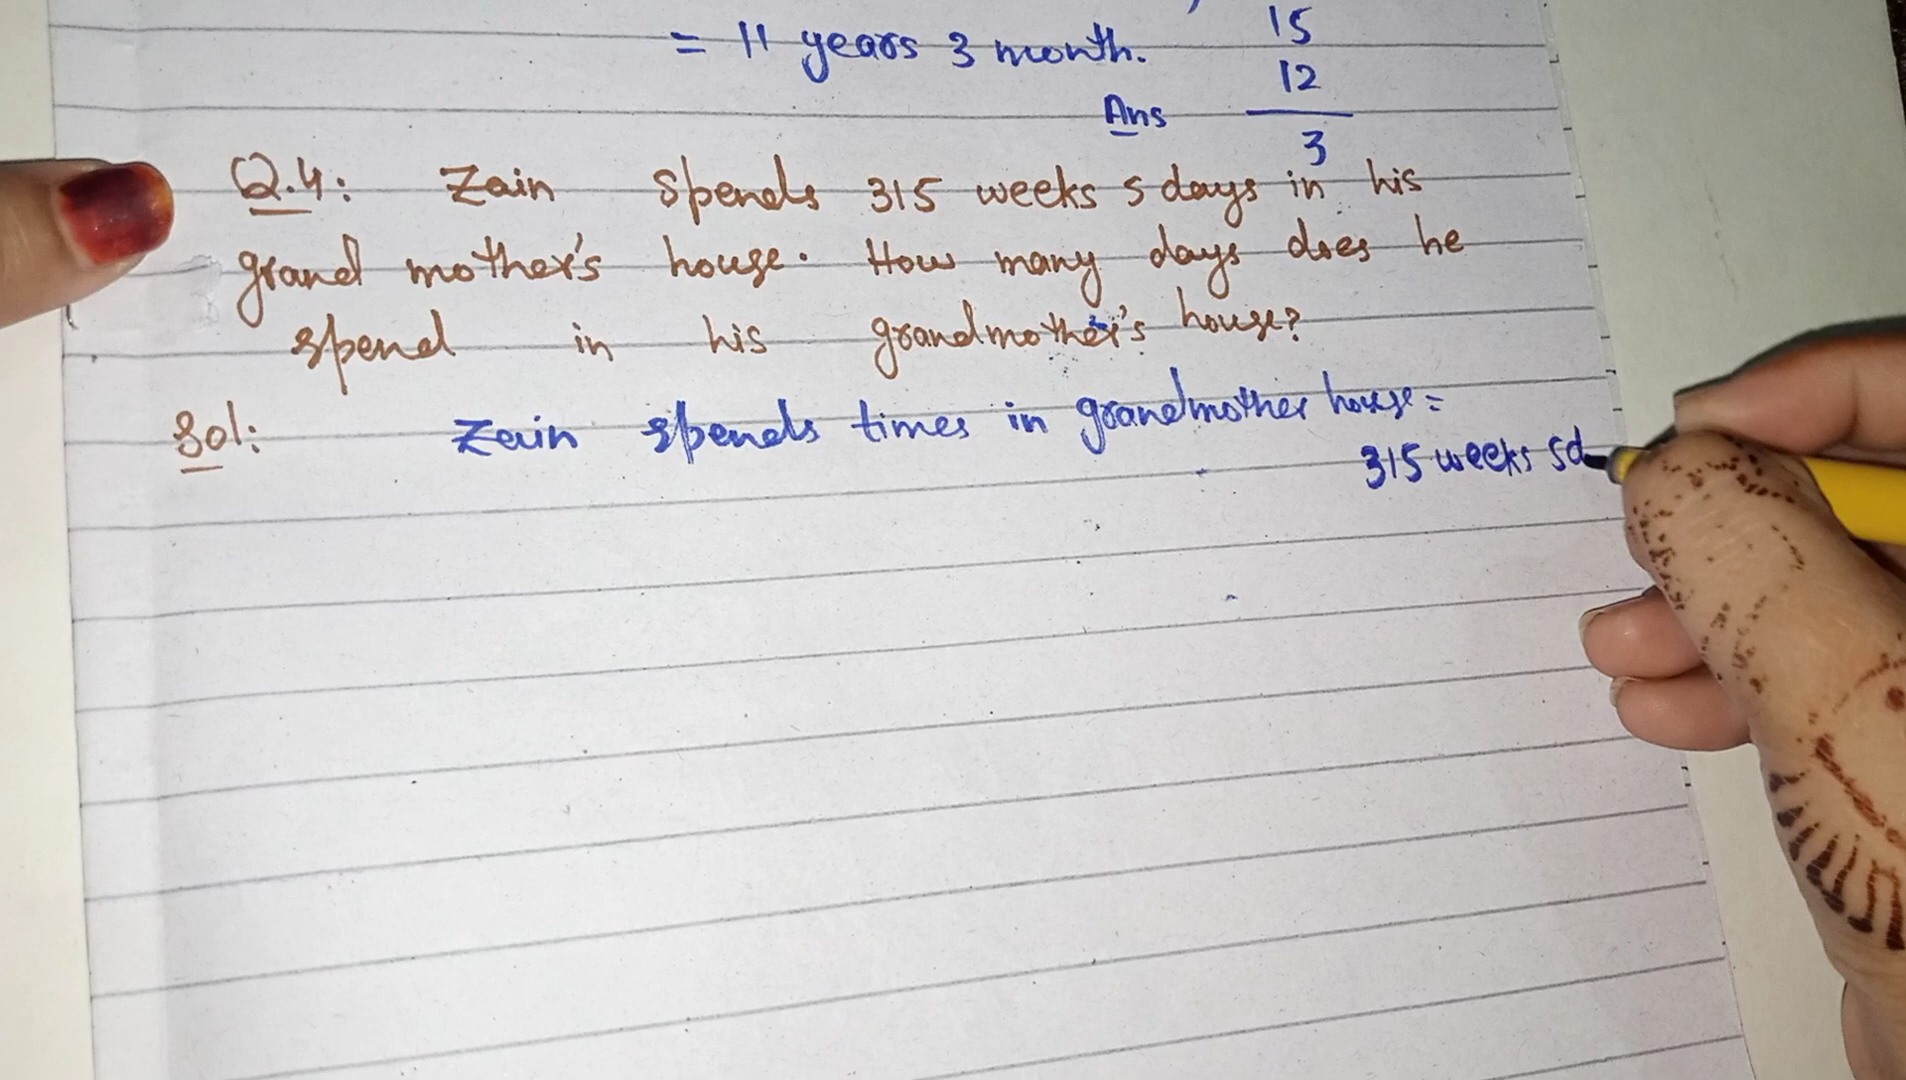 = 11 years 3 month.
15
12
Ans
3
Q.4: Zain spends 315 weeks 5 days in his
grand mother's house. How many days does he
spend in his grandmother's house?
Sol: Zain spends times in grandmother house =
315 weeks 5d